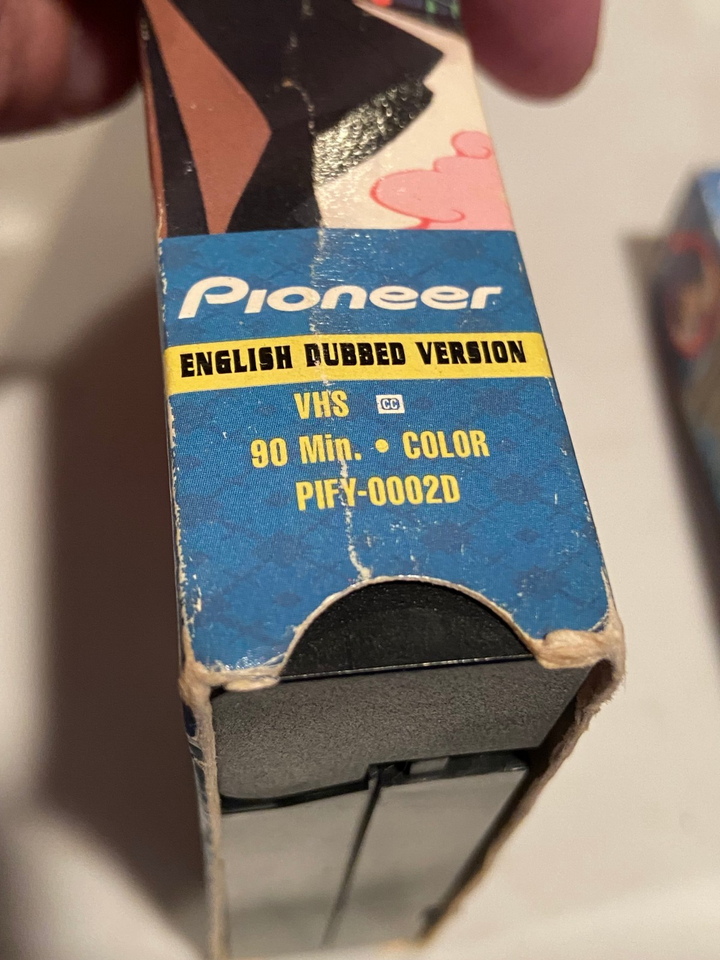 Pioneer
ENGLISH DUBBED VERSION
VHS CC
90 Min. • COLOR
PIFY-0002D